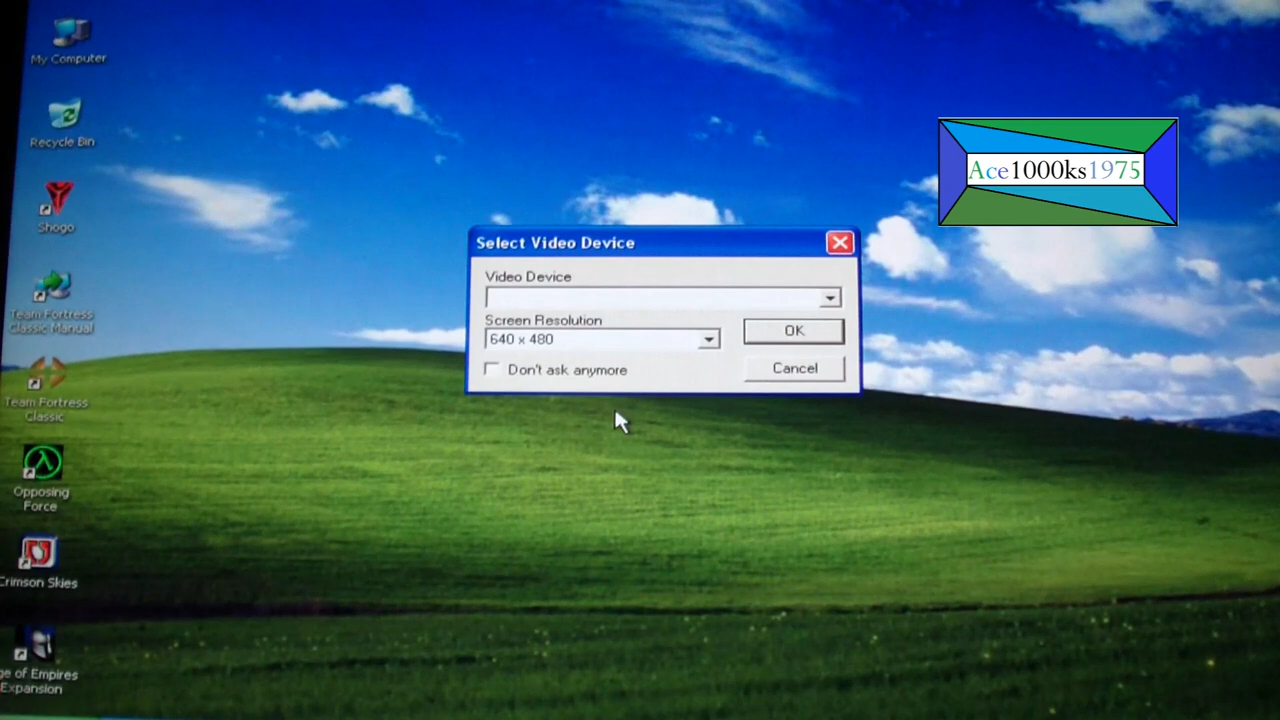 My Computer
Recycle Bin
Shogo
Team Fortress
Classic Manual
Team Fortress
Classic
Opposing
Force
Crimson Skies
ge of Empires
Expansion
Select Video Device
Video Device
Screen Resolution
640 x 480
OK
Don't ask anymore
Cancel
Ace1000ks1975